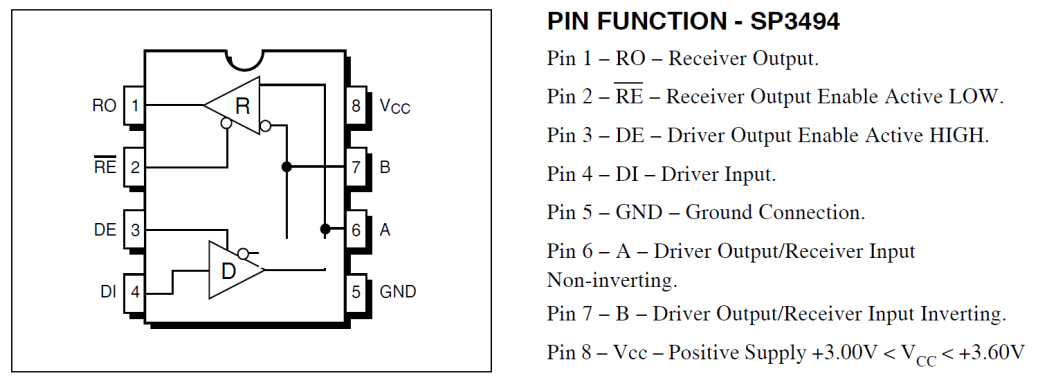 RO 1
R
8 VCC
R̅E̅ 2
7 B
DE 3
6 A
D
DI 4
5 GND
PIN FUNCTION - SP3494
Pin 1 – RO – Receiver Output.
Pin 2 – R̅E̅ – Receiver Output Enable Active LOW.
Pin 3 – DE – Driver Output Enable Active HIGH.
Pin 4 – DI – Driver Input.
Pin 5 – GND – Ground Connection.
Pin 6 – A – Driver Output/Receiver Input
Non-inverting.
Pin 7 – B – Driver Output/Receiver Input Inverting.
Pin 8 – Vcc – Positive Supply +3.00V < VCC < +3.60V